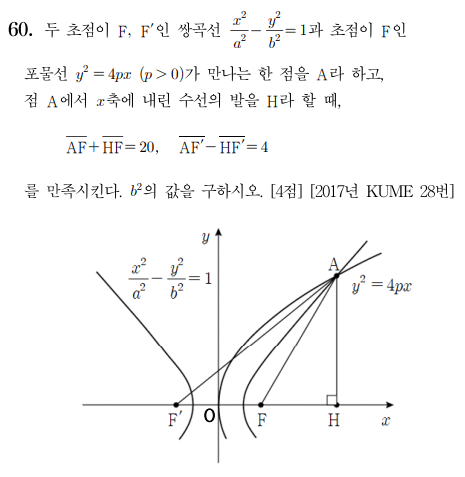 60. 두 초점이 F, F′인 쌍곡선 x²/a² − y²/b² = 1과 초점이 F인
포물선 y² = 4px (p > 0)가 만나는 한 점을 A라 하고,
점 A에서 x축에 내린 수선의 발을 H라 할 때,
A̅F̅ + H̅F̅ = 20, A̅F̅′ − H̅F̅′ = 4
를 만족시킨다. b²의 값을 구하시오. [4점] [2017년 KUME 28번]
y
x²/a² − y²/b² = 1
A
y² = 4px
F′ O F H x